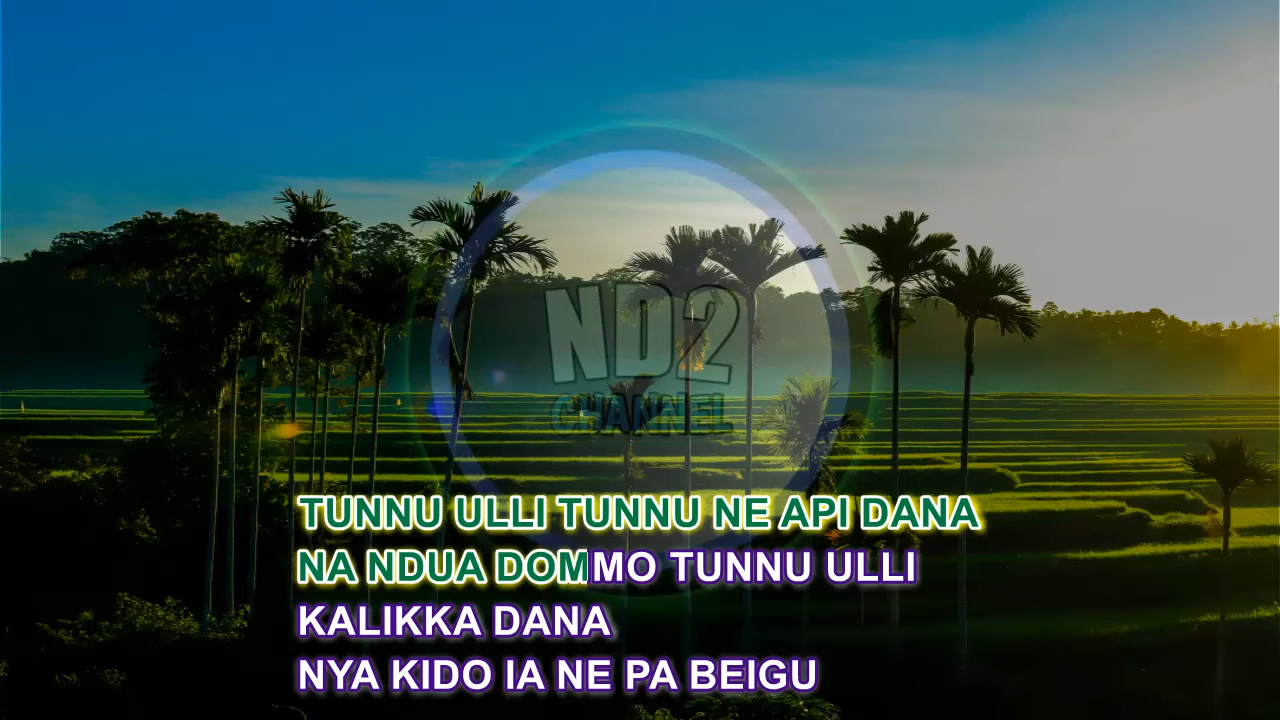 ND2
CHANNEL
TUNNU ULLI TUNNU NE API DANA
NA NDUA DOMMO TUNNU ULLI
KALIKKA DANA
NYA KIDO IA NE PA BEIGU